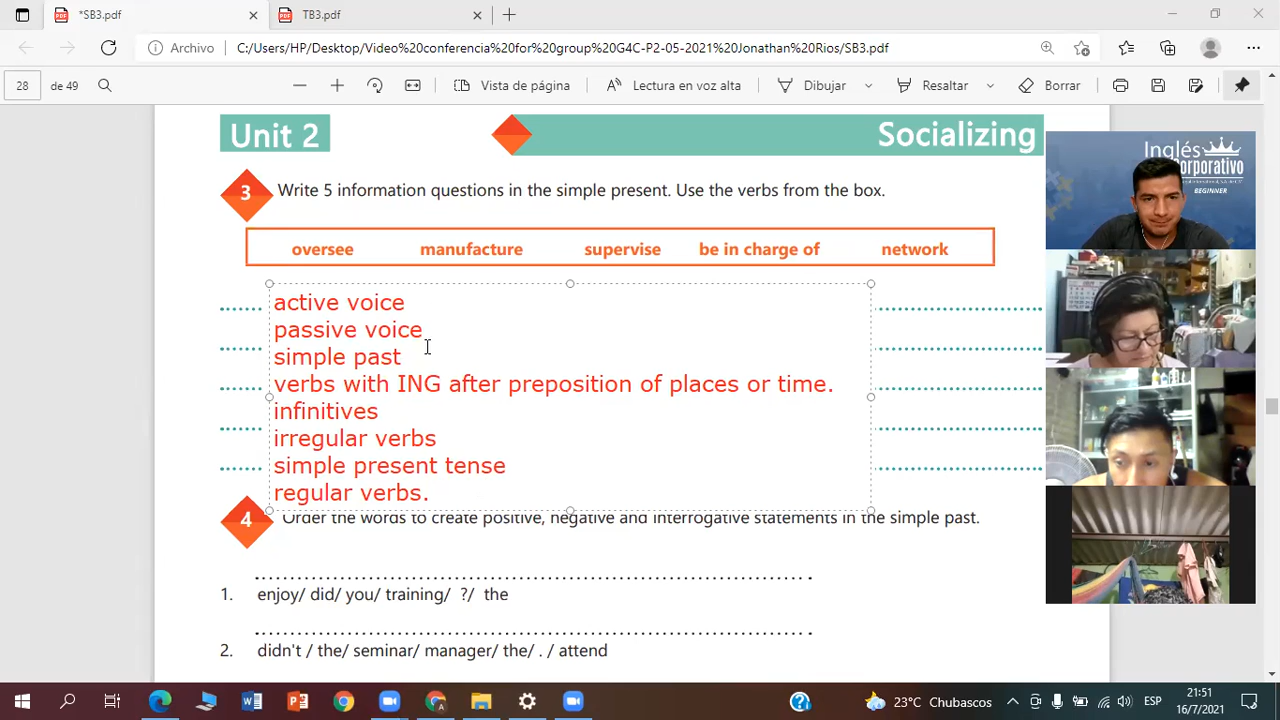 *SB3.pdf
TB3.pdf
Archivo
C:/Users/HP/Desktop/Video%20conferencia%20for%20group%20G4C-P2-05-2021%20Jonathan%20Rios/SB3.pdf
28 de 49
Vista de página
Lectura en voz alta
Dibujar
Resaltar
Borrar
Unit 2
Socializing
3 Write 5 information questions in the simple present. Use the verbs from the box.
oversee manufacture supervise be in charge of network
active voice
passive voice
simple past
verbs with ING after preposition of places or time.
infinitives
irregular verbs
simple present tense
regular verbs.
4 Order the words to create positive, negative and interrogative statements in the simple past.
1. enjoy/ did/ you/ training/ ?/ the
2. didn't / the/ seminar/ manager/ the/ . / attend
Inglés
Corporativo
BEGINNER
23°C Chubascos
ESP
21:51
16/7/2021